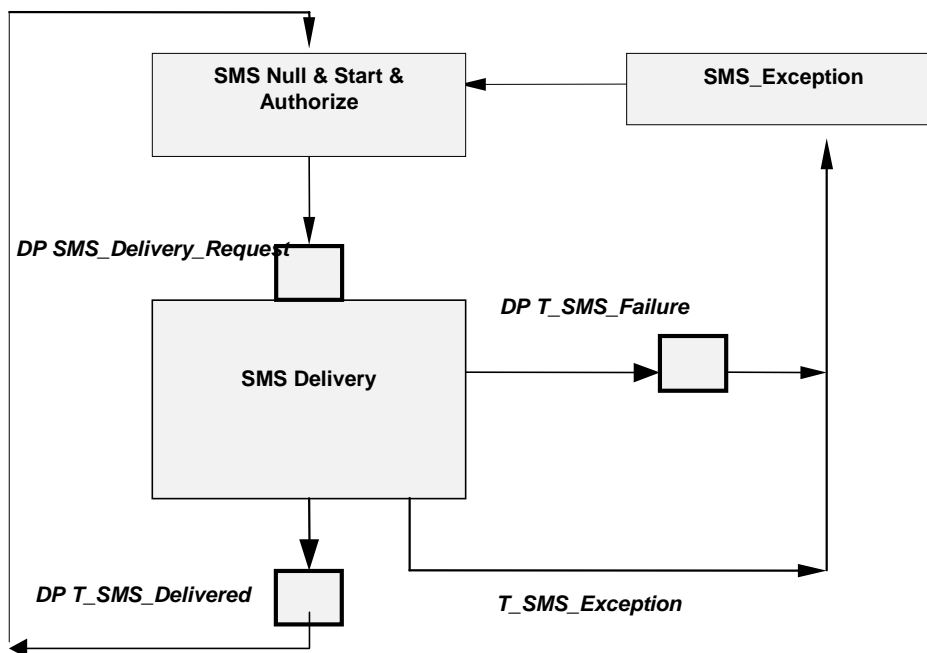 SMS Null & Start &
Authorize
SMS_Exception
DP SMS_Delivery_Request
DP T_SMS_Failure
SMS Delivery
DP T_SMS_Delivered
T_SMS_Exception